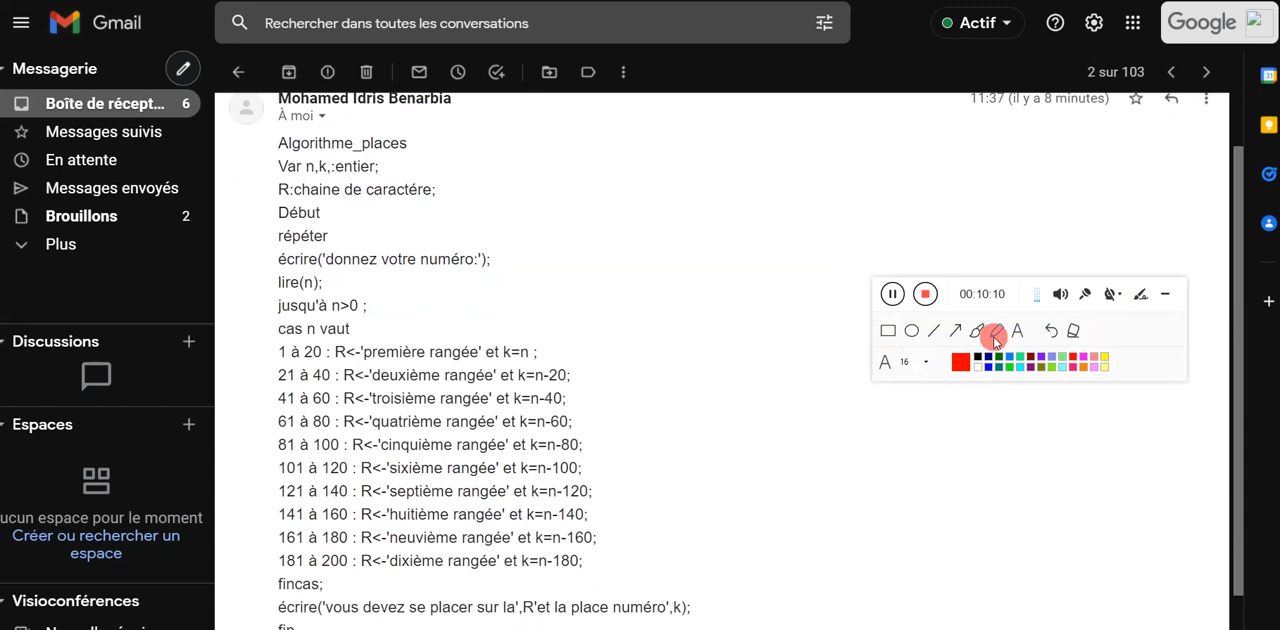 Gmail
Rechercher dans toutes les conversations
Actif
Google
Messagerie
2 sur 103
Boîte de récept... 6
Messages suivis
En attente
Messages envoyés
Brouillons 2
Plus
Discussions
Espaces
ucun espace pour le moment
Créer ou rechercher un
espace
Visioconférences
Mohamed Idris Benarbia
11:37 (il y a 8 minutes)
À moi
Algorithme_places
Var n,k,:entier;
R:chaine de caractére;
Début
répéter
écrire('donnez votre numéro:');
lire(n);
jusqu'à n>0 ;
cas n vaut
1 à 20 : R<-'première rangée' et k=n ;
21 à 40 : R<-'deuxième rangée' et k=n-20;
41 à 60 : R<-'troisième rangée' et k=n-40;
61 à 80 : R<-'quatrième rangée' et k=n-60;
81 à 100 : R<-'cinquième rangée' et k=n-80;
101 à 120 : R<-'sixième rangée' et k=n-100;
121 à 140 : R<-'septième rangée' et k=n-120;
141 à 160 : R<-'huitième rangée' et k=n-140;
161 à 180 : R<-'neuvième rangée' et k=n-160;
181 à 200 : R<-'dixième rangée' et k=n-180;
fincas;
écrire('vous devez se placer sur la',R'et la place numéro',k);
fin
00:10:10
A
A 16
31